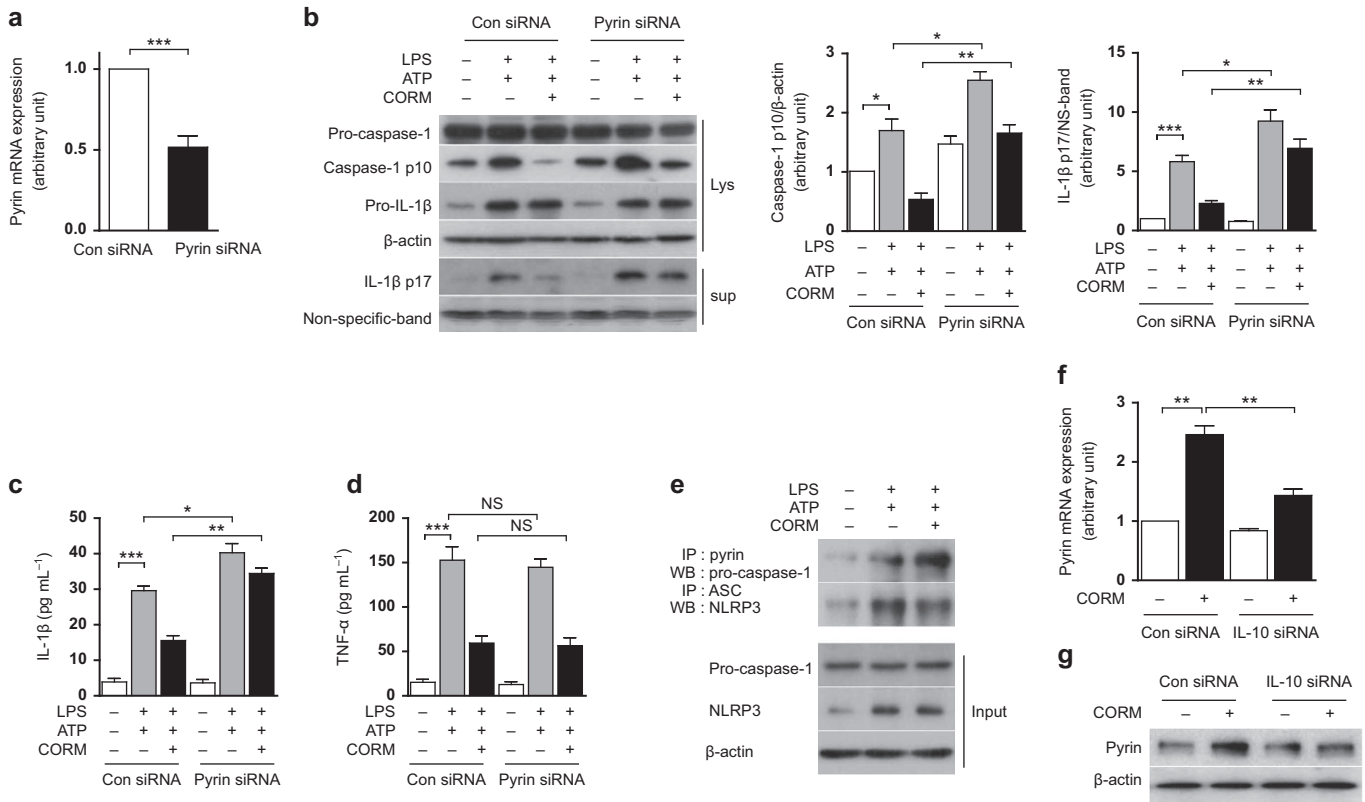 a
***
Pyrin mRNA expression
(arbitrary unit)
1.0
0.5
0
Con siRNA Pyrin siRNA
b
Con siRNA Pyrin siRNA
LPS – + + – + +
ATP – + + – + +
CORM – – + – – +
Pro-caspase-1
Caspase-1 p10
Pro-IL-1β
β-actin
Lys
IL-1β p17
Non-specific-band
sup
Caspase-1 p10/β-actin
(arbitrary unit)
3
2
1
0
*
**
*
LPS – + + – + +
ATP – + + – + +
CORM – – + – – +
Con siRNA Pyrin siRNA
IL-1β p17/NS-band
(arbitrary unit)
15
10
5
0
*
**
***
LPS – + + – + +
ATP – + + – + +
CORM – – + – – +
Con siRNA Pyrin siRNA
c
IL-1β (pg mL−1)
50
40
30
20
10
0
*
**
***
LPS – + + – + +
ATP – + + – + +
CORM – – + – – +
Con siRNA Pyrin siRNA
d
TNF-α (pg mL−1)
200
150
100
50
0
NS
NS
***
LPS – + + – + +
ATP – + + – + +
CORM – – + – – +
Con siRNA Pyrin siRNA
e
LPS – + +
ATP – + +
CORM – – +
IP : pyrin
WB : pro-caspase-1
IP : ASC
WB : NLRP3
Pro-caspase-1
NLRP3
β-actin
Input
f
Pyrin mRNA expression
(arbitrary unit)
3
2
1
0
** **
CORM – + – +
Con siRNA IL-10 siRNA
g
Con siRNA IL-10 siRNA
CORM – + – +
Pyrin
β-actin